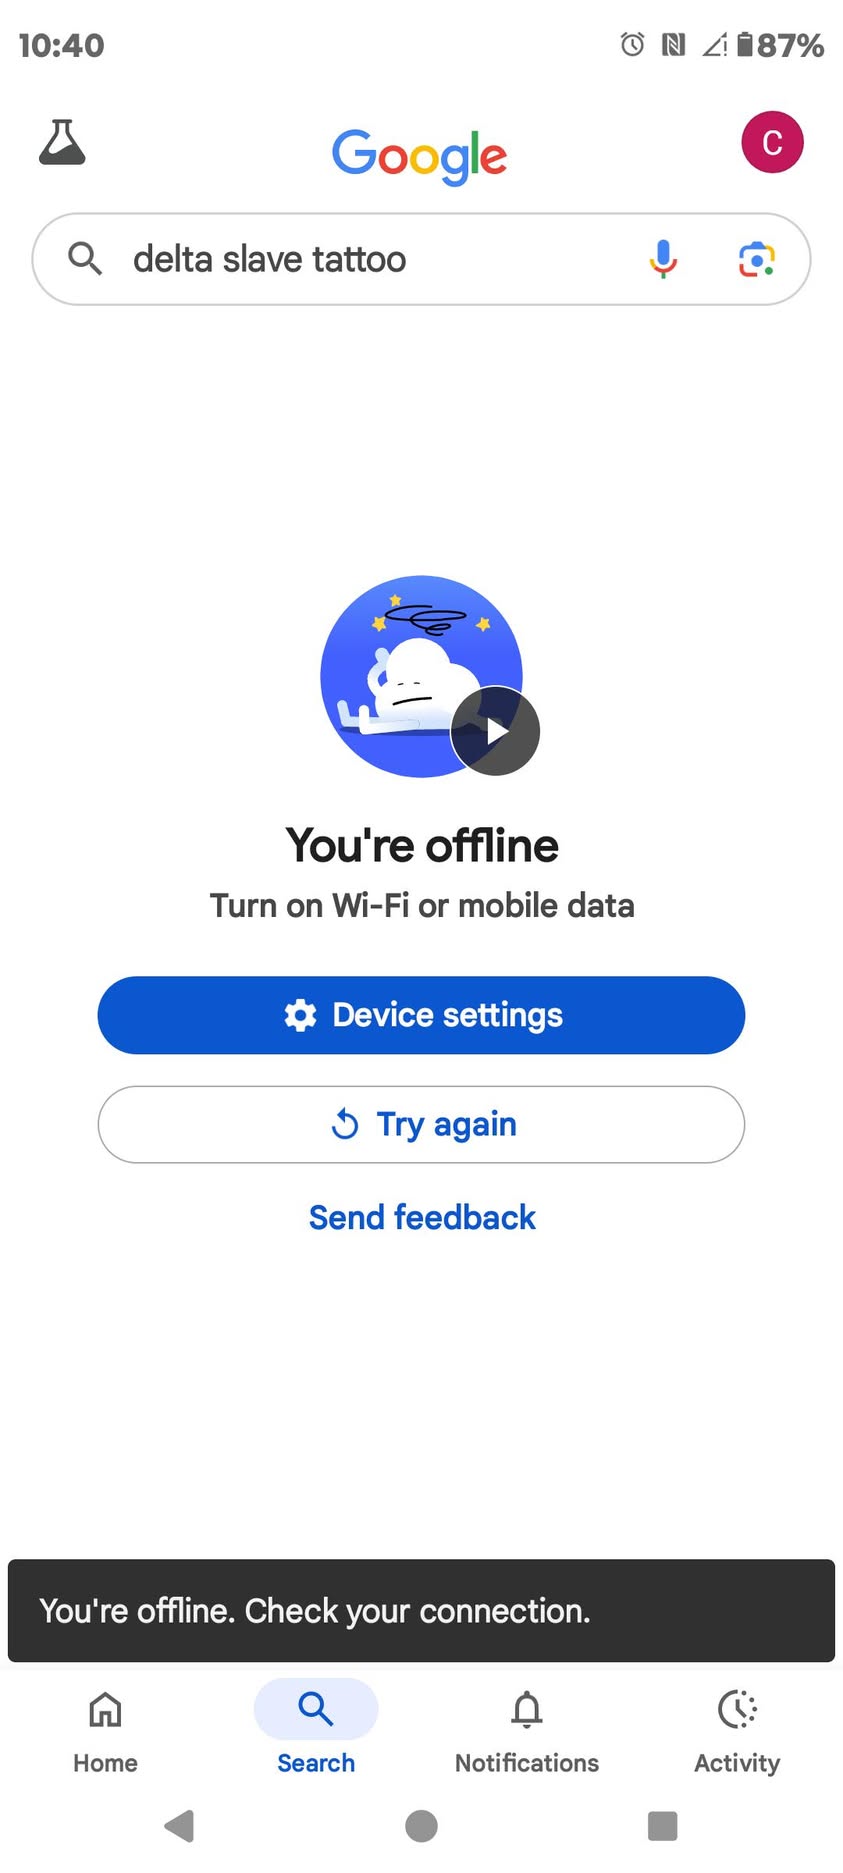 10:40
87%
Google
C
delta slave tattoo
You're offline
Turn on Wi-Fi or mobile data
Device settings
Try again
Send feedback
You're offline. Check your connection.
Home
Search
Notifications
Activity